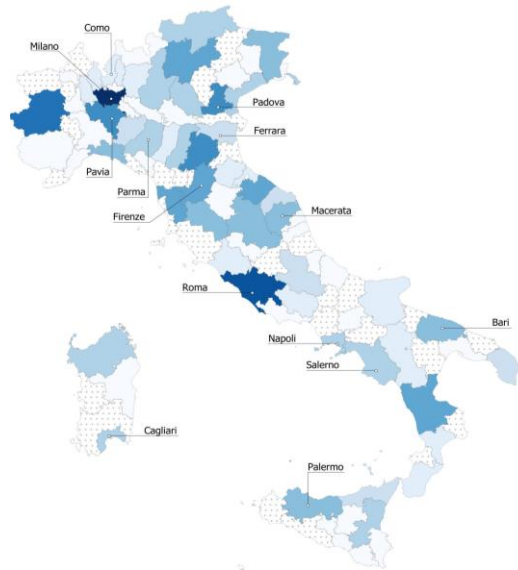 Como
Milano
Padova
Ferrara
Pavia
Parma
Firenze
Macerata
Roma
Bari
Napoli
Salerno
Cagliari
Palermo